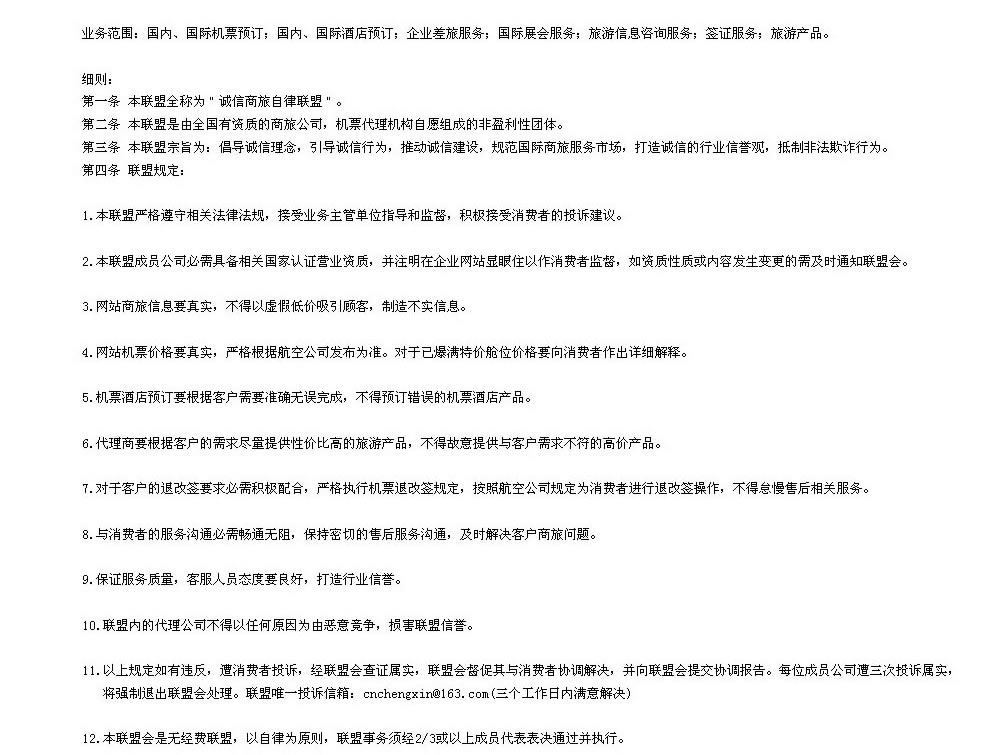 业务范围：国内、国际机票预订；国内、国际酒店预订；企业差旅服务；国际展会服务；旅游信息咨询服务；签证服务；旅游产品。
细则：
第一条 本联盟全称为＂诚信商旅自律联盟＂。
第二条 本联盟是由全国有资质的商旅公司，机票代理机构自愿组成的非盈利性团体。
第三条 本联盟宗旨为：倡导诚信理念，引导诚信行为，推动诚信建设，规范国际商旅服务市场，打造诚信的行业信誉观，抵制非法欺诈行为。
第四条 联盟规定：
1.本联盟严格遵守相关法律法规，接受业务主管单位指导和监督，积极接受消费者的投诉建议。
2.本联盟成员公司必需具备相关国家认证营业资质，并注明在企业网站显眼住以作消费者监督，如资质性质或内容发生变更的需及时通知联盟会。
3.网站商旅信息要真实，不得以虚假低价吸引顾客，制造不实信息。
4.网站机票价格要真实，严格根据航空公司发布为准。对于已爆满特价舱位价格要向消费者作出详细解释。
5.机票酒店预订要根据客户需要准确无误完成，不得预订错误的机票酒店产品。
6.代理商要根据客户的需求尽量提供性价比高的旅游产品，不得故意提供与客户需求不符的高价产品。
7.对于客户的退改签要求必需积极配合，严格执行机票退改签规定，按照航空公司规定为消费者进行退改签操作，不得怠慢售后相关服务。
8.与消费者的服务沟通必需畅通无阻，保持密切的售后服务沟通，及时解决客户商旅问题。
9.保证服务质量，客服人员态度要良好，打造行业信誉。
10.联盟内的代理公司不得以任何原因为由恶意竞争，损害联盟信誉。
11.以上规定如有违反，遭消费者投诉，经联盟会查证属实，联盟会督促其与消费者协调解决，并向联盟会提交协调报告。每位成员公司遭三次投诉属实，
将强制退出联盟会处理。联盟唯一投诉信箱：cnchengxin@163.com(三个工作日内满意解决)
12.本联盟会是无经费联盟，以自律为原则，联盟事务须经2/3或以上成员代表表决通过并执行。